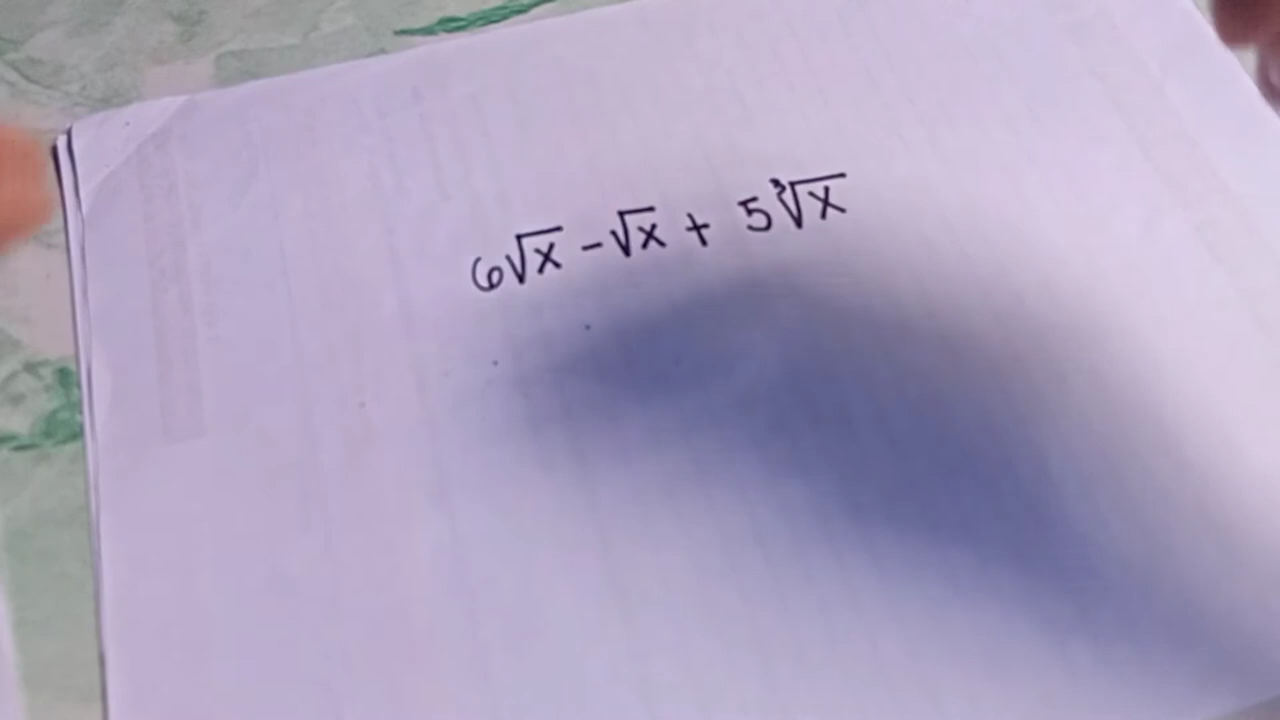 6√x - √x + 5∛x